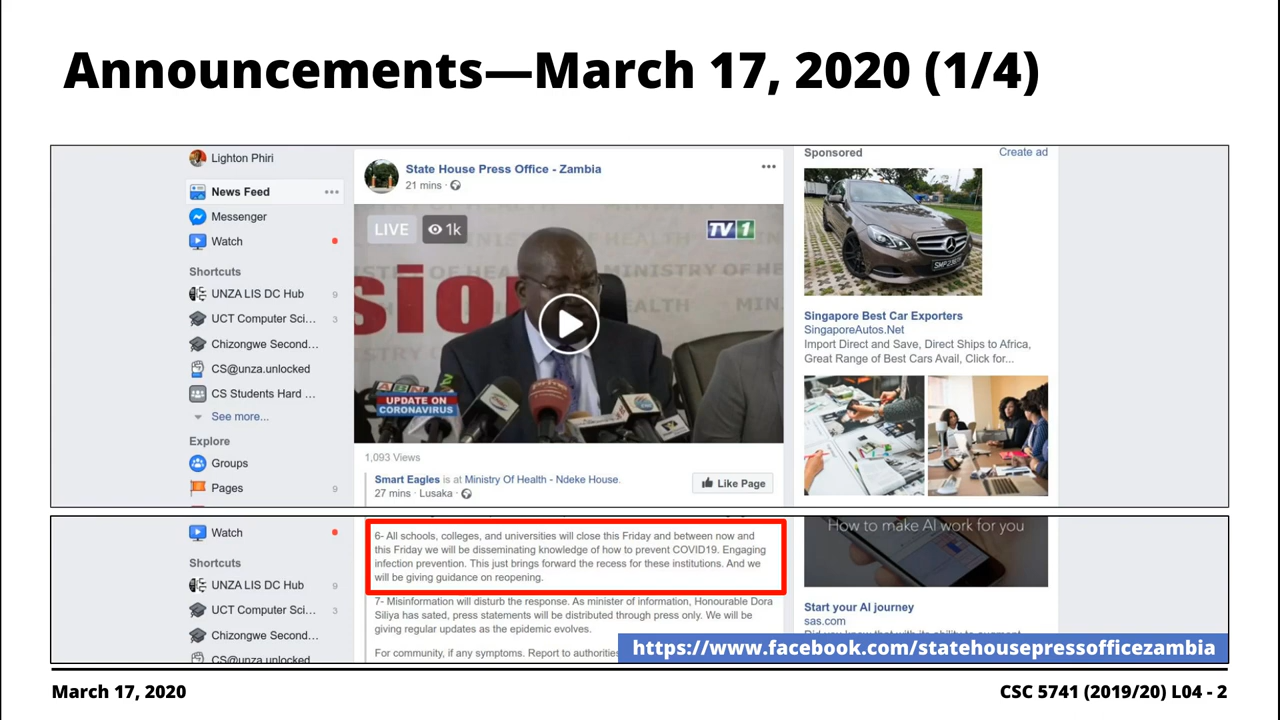 Announcements—March 17, 2020 (1/4)
Lighton Phiri
News Feed
Messenger
Watch
Shortcuts
UNZA LIS DC Hub 9
UCT Computer Sci... 3
Chizongwe Second...
CS@unza.unlocked
CS Students Hard ...
See more...
Explore
Groups
Pages 9
State House Press Office - Zambia
21 mins ·
LIVE 1k
TV1
MINISTRY OF HEALTH
sion
UPDATE ON
CORONAVIRUS
1,093 Views
Smart Eagles is at Ministry Of Health - Ndeke House.
27 mins · Lusaka ·
Like Page
Sponsored Create ad
Singapore Best Car Exporters
SingaporeAutos.Net
Import Direct and Save, Direct Ships to Africa,
Great Range of Best Cars Avail, Click for...
Watch
Shortcuts
UNZA LIS DC Hub 9
UCT Computer Sci... 3
Chizongwe Second...
CS@unza.unlocked
6- All schools, colleges, and universities will close this Friday and between now and
this Friday we will be disseminating knowledge of how to prevent COVID19. Engaging
infection prevention. This just brings forward the recess for these institutions. And we
will be giving guidance on reopening.
7- Misinformation will disturb the response. As minister of information, Honourable Dora
Siliya has sated, press statements will be distributed through press only. We will be
giving regular updates as the epidemic evolves.
For community, if any symptoms. Report to authorities
How to make AI work for you
Start your AI journey
sas.com
https://www.facebook.com/statehousepressofficezambia
March 17, 2020
CSC 5741 (2019/20) L04 - 2